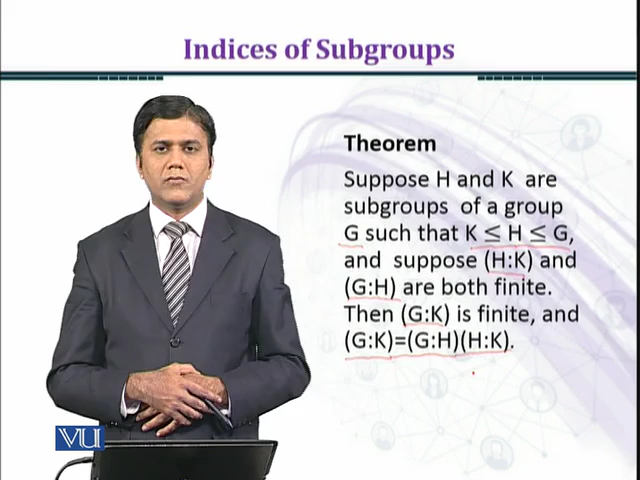 Indices of Subgroups
Theorem
Suppose H and K are
subgroups of a group
G such that K ≤ H ≤ G,
and suppose (H:K) and
(G:H) are both finite.
Then (G:K) is finite, and
(G:K)=(G:H)(H:K).
VU